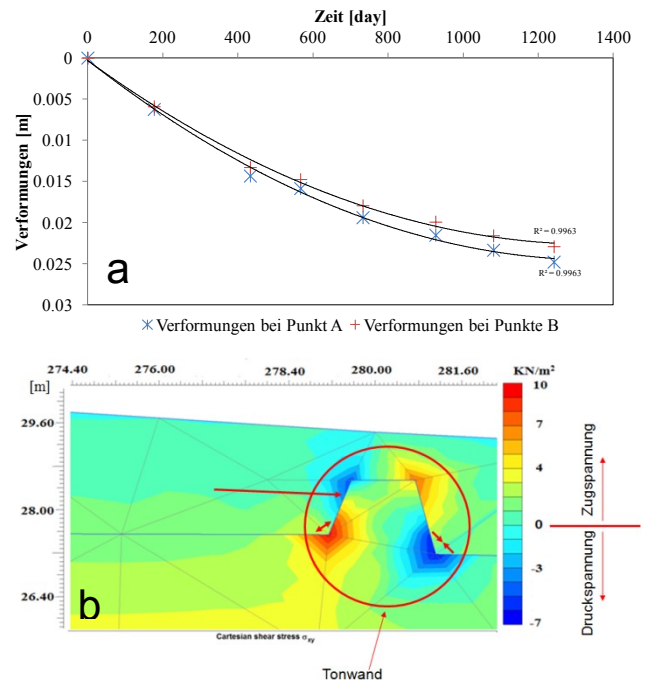 Zeit [day]
0 200 400 600 800 1000 1200 1400
Verformungen [m]
0
0.005
0.01
0.015
0.02
0.025
0.03
R² = 0.9963
R² = 0.9963
a
Verformungen bei Punkt A Verformungen bei Punkte B
274.40 276.00 278.40 280.00 281.60
[m]
29.60
28.00
26.40
KN/m²
10
7
4
0
-3
-7
Zugspannung
Druckspannung
b
Cartesian shear stress σxy
Tonwand